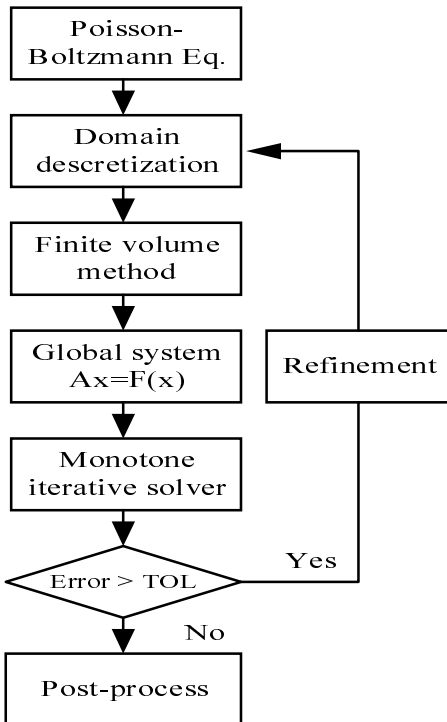 Poisson-
Boltzmann Eq.
Domain
descretization
Finite volume
method
Global system
Ax=F(x)
Refinement
Monotone
iterative solver
Error > TOL
Yes
No
Post-process